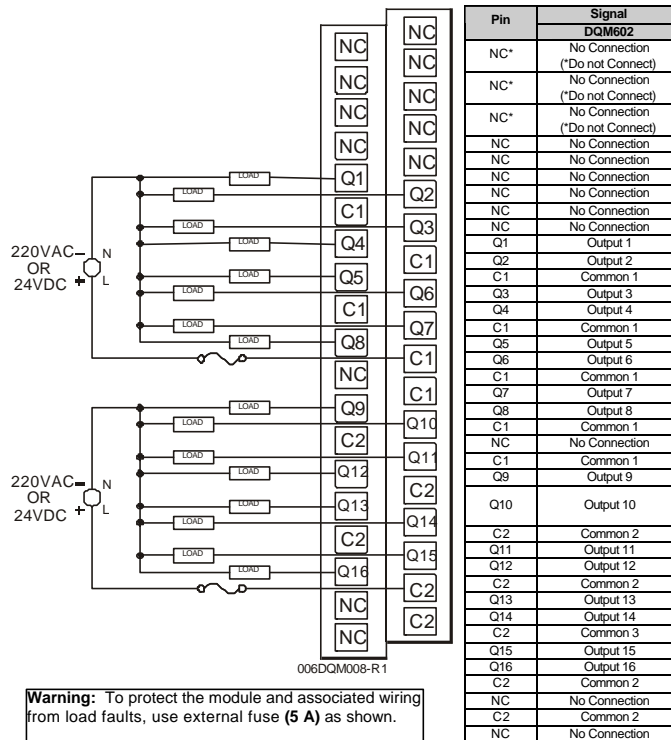 NC
NC
NC
NC
NC
NC
NC
NC
NC
LOAD
Q1
LOAD
Q2
C1
LOAD
Q3
LOAD
Q4
C1
220VAC –
OR
24VDC +
N
L
LOAD
Q5
LOAD
Q6
C1
LOAD
Q7
LOAD
Q8
C1
NC
C1
LOAD
Q9
LOAD
Q10
C2
LOAD
Q11
LOAD
Q12
C2
220VAC –
OR
24VDC +
N
L
LOAD
Q13
LOAD
Q14
C2
LOAD
Q15
LOAD
Q16
C2
NC
C2
NC
006DQM008-R1
Warning: To protect the module and associated wiring
from load faults, use external fuse (5 A) as shown.
Pin Signal
DQM602
NC* No Connection
(*Do not Connect)
NC* No Connection
(*Do not Connect)
NC* No Connection
(*Do not Connect)
NC No Connection
NC No Connection
NC No Connection
NC No Connection
NC No Connection
NC No Connection
Q1 Output 1
Q2 Output 2
C1 Common 1
Q3 Output 3
Q4 Output 4
C1 Common 1
Q5 Output 5
Q6 Output 6
C1 Common 1
Q7 Output 7
Q8 Output 8
C1 Common 1
NC No Connection
C1 Common 1
Q9 Output 9
Q10 Output 10
C2 Common 2
Q11 Output 11
Q12 Output 12
C2 Common 2
Q13 Output 13
Q14 Output 14
C2 Common 3
Q15 Output 15
Q16 Output 16
C2 Common 2
NC No Connection
C2 Common 2
NC No Connection